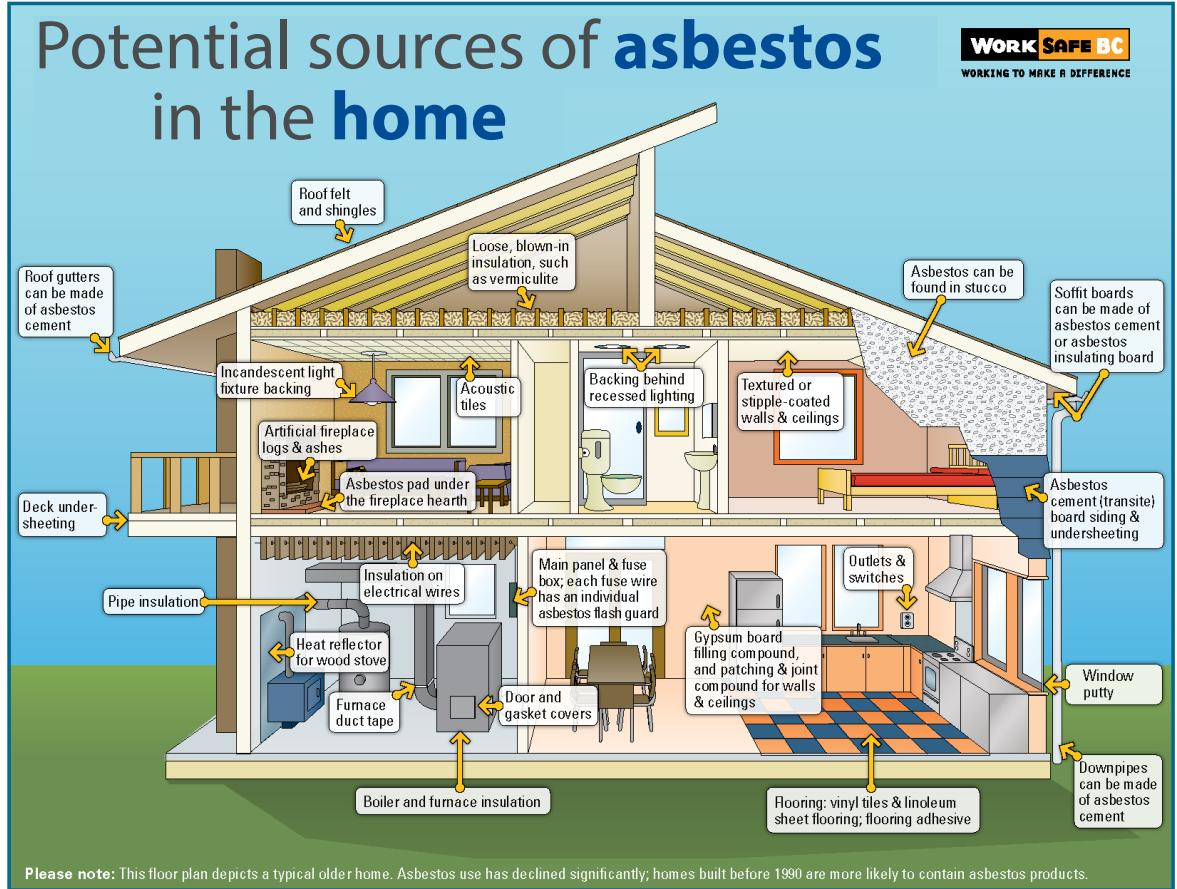 Potential sources of asbestos
in the home
WORK SAFE BC
WORKING TO MAKE A DIFFERENCE
Roof felt
and shingles
Loose, blown-in
insulation, such
as vermiculite
Asbestos can be
found in stucco
Roof gutters
can be made
of asbestos
cement
Soffit boards
can be made of
asbestos cement
or asbestos
insulating board
Incandescent light
fixture backing
Acoustic
tiles
Backing behind
recessed lighting
Textured or
stipple-coated
walls & ceilings
Artificial fireplace
logs & ashes
Asbestos pad under
the fireplace hearth
Deck under-
sheeting
Asbestos
cement (transite)
board siding &
undersheeting
Insulation on
electrical wires
Main panel & fuse
box; each fuse wire
has an individual
asbestos flash guard
Outlets &
switches
Pipe insulation
Heat reflector
for wood stove
Gypsum board
filling compound,
and patching & joint
compound for walls
& ceilings
Furnace
duct tape
Door and
gasket covers
Window
putty
Boiler and furnace insulation
Flooring: vinyl tiles & linoleum
sheet flooring; flooring adhesive
Downpipes
can be made
of asbestos
cement
Please note: This floor plan depicts a typical older home. Asbestos use has declined significantly; homes built before 1990 are more likely to contain asbestos products.